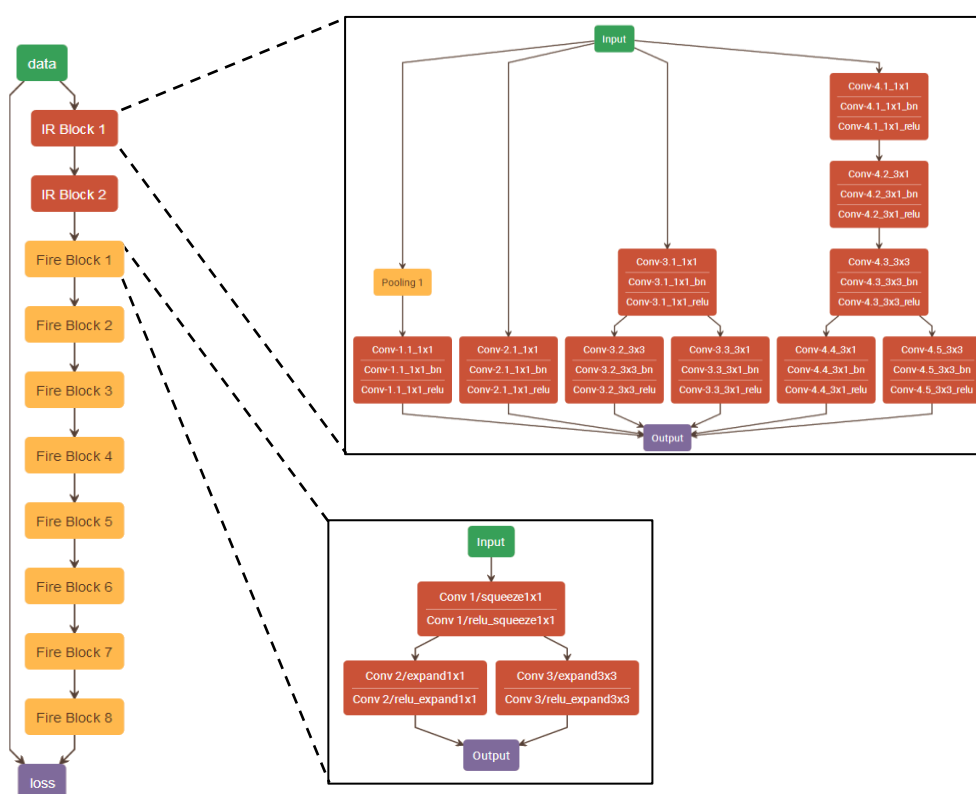 data
IR Block 1
IR Block 2
Fire Block 1
Fire Block 2
Fire Block 3
Fire Block 4
Fire Block 5
Fire Block 6
Fire Block 7
Fire Block 8
loss
Input
Pooling 1
Conv-1.1_1x1
Conv-1.1_1x1_bn
Conv-1.1_1x1_relu
Conv-2.1_1x1
Conv-2.1_1x1_bn
Conv-2.1_1x1_relu
Conv-3.1_1x1
Conv-3.1_1x1_bn
Conv-3.1_1x1_relu
Conv-3.2_3x3
Conv-3.2_3x3_bn
Conv-3.2_3x3_relu
Conv-3.3_3x1
Conv-3.3_3x1_bn
Conv-3.3_3x1_relu
Conv-4.1_1x1
Conv-4.1_1x1_bn
Conv-4.1_1x1_relu
Conv-4.2_3x1
Conv-4.2_3x1_bn
Conv-4.2_3x1_relu
Conv-4.3_3x3
Conv-4.3_3x3_bn
Conv-4.3_3x3_relu
Conv-4.4_3x1
Conv-4.4_3x1_bn
Conv-4.4_3x1_relu
Conv-4.5_3x3
Conv-4.5_3x3_bn
Conv-4.5_3x3_relu
Output
Input
Conv 1/squeeze1x1
Conv 1/relu_squeeze1x1
Conv 2/expand1x1
Conv 2/relu_expand1x1
Conv 3/expand3x3
Conv 3/relu_expand3x3
Output